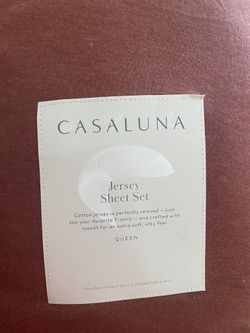 CASALUNA
Jersey
Sheet Set
Cotton jersey is perfectly relaxed — just
like your favorite T-shirt — and crafted with
lyocell for an extra soft, silky feel.
QUEEN